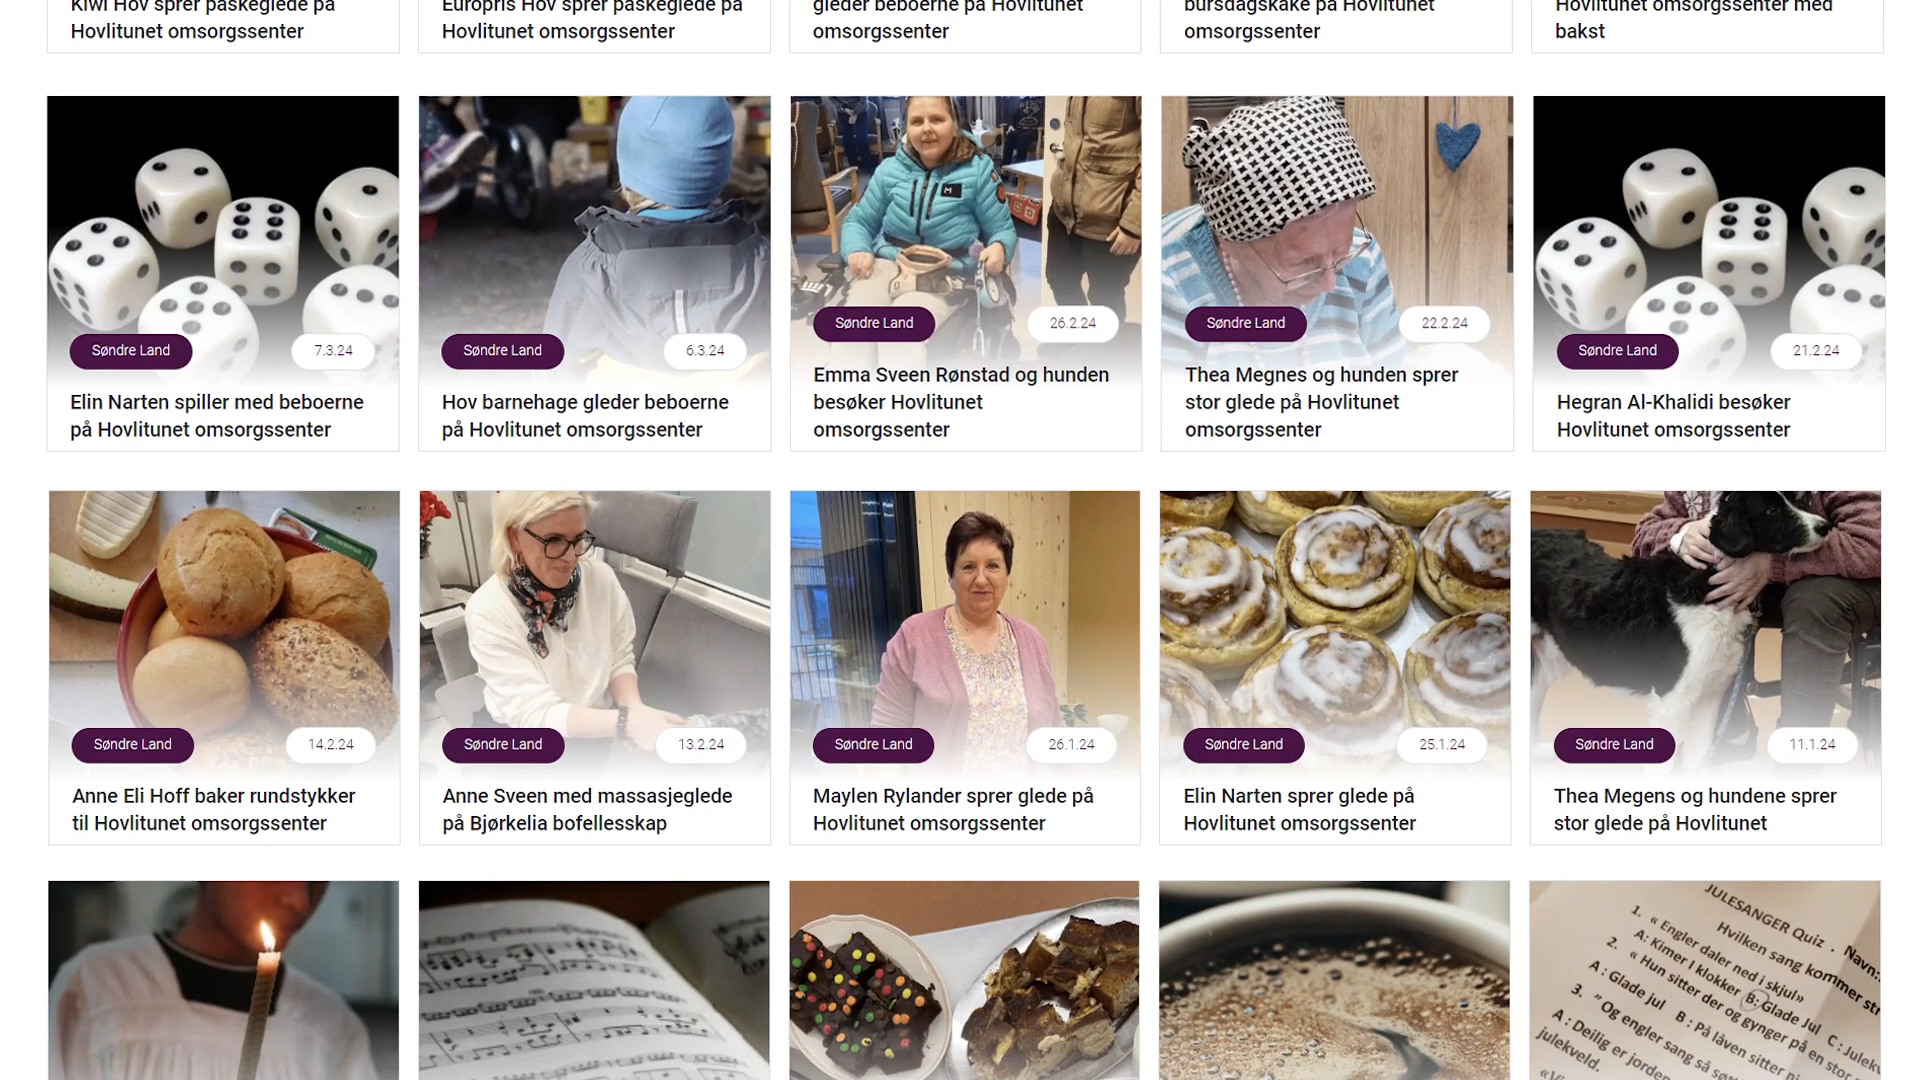 Kiwi Hov sprer påskeglede på
Hovlitunet omsorgssenter
Europris Hov sprer påskeglede på
Hovlitunet omsorgssenter
gleder beboerne på Hovlitunet
omsorgssenter
bursdagskake på Hovlitunet
omsorgssenter
Hovlitunet omsorgssenter med
bakst
Søndre Land
7.3.24
Elin Narten spiller med beboerne
på Hovlitunet omsorgssenter
Søndre Land
6.3.24
Hov barnehage gleder beboerne
på Hovlitunet omsorgssenter
Søndre Land
26.2.24
Emma Sveen Rønstad og hunden
besøker Hovlitunet
omsorgssenter
Søndre Land
22.2.24
Thea Megnes og hunden sprer
stor glede på Hovlitunet
omsorgssenter
Søndre Land
21.2.24
Hegran Al-Khalidi besøker
Hovlitunet omsorgssenter
Søndre Land
14.2.24
Anne Eli Hoff baker rundstykker
til Hovlitunet omsorgssenter
Søndre Land
13.2.24
Anne Sveen med massasjeglede
på Bjørkelia bofellesskap
Søndre Land
26.1.24
Maylen Rylander sprer glede på
Hovlitunet omsorgssenter
Søndre Land
25.1.24
Elin Narten sprer glede på
Hovlitunet omsorgssenter
Søndre Land
11.1.24
Thea Megens og hundene sprer
stor glede på Hovlitunet
JULESANGER Quiz . Navn:
Hvilken sang kommer
1. « Engler daler ned i skjul»
A: Kimer I klokker B: Glade Jul C: 
2. « Hun sitter der og gynger på en stor
A : Glade jul B : På låven sitter
3. "Og engler sang så
A : Deilig er jorden
julekveld.